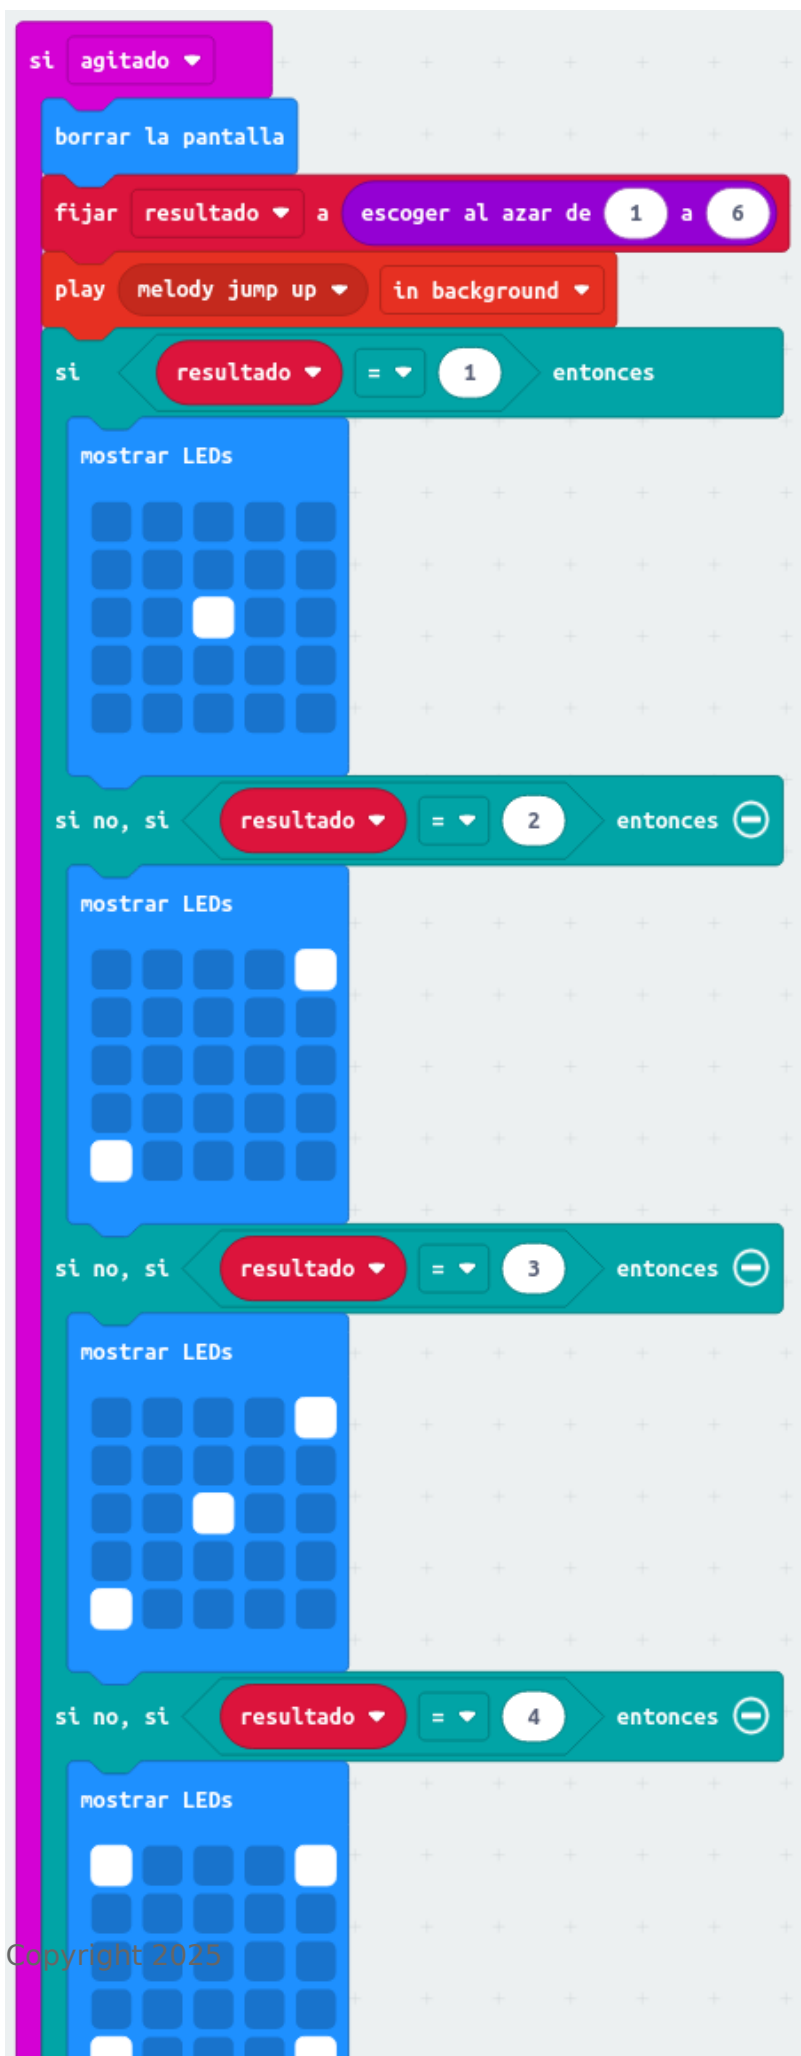 si agitado
borrar la pantalla
fijar resultado a escoger al azar de 1 a 6
play melody jump up in background
si resultado = 1 entonces
mostrar LEDs
si no, si resultado = 2 entonces
mostrar LEDs
si no, si resultado = 3 entonces
mostrar LEDs
si no, si resultado = 4 entonces
mostrar LEDs
Copyright 2025